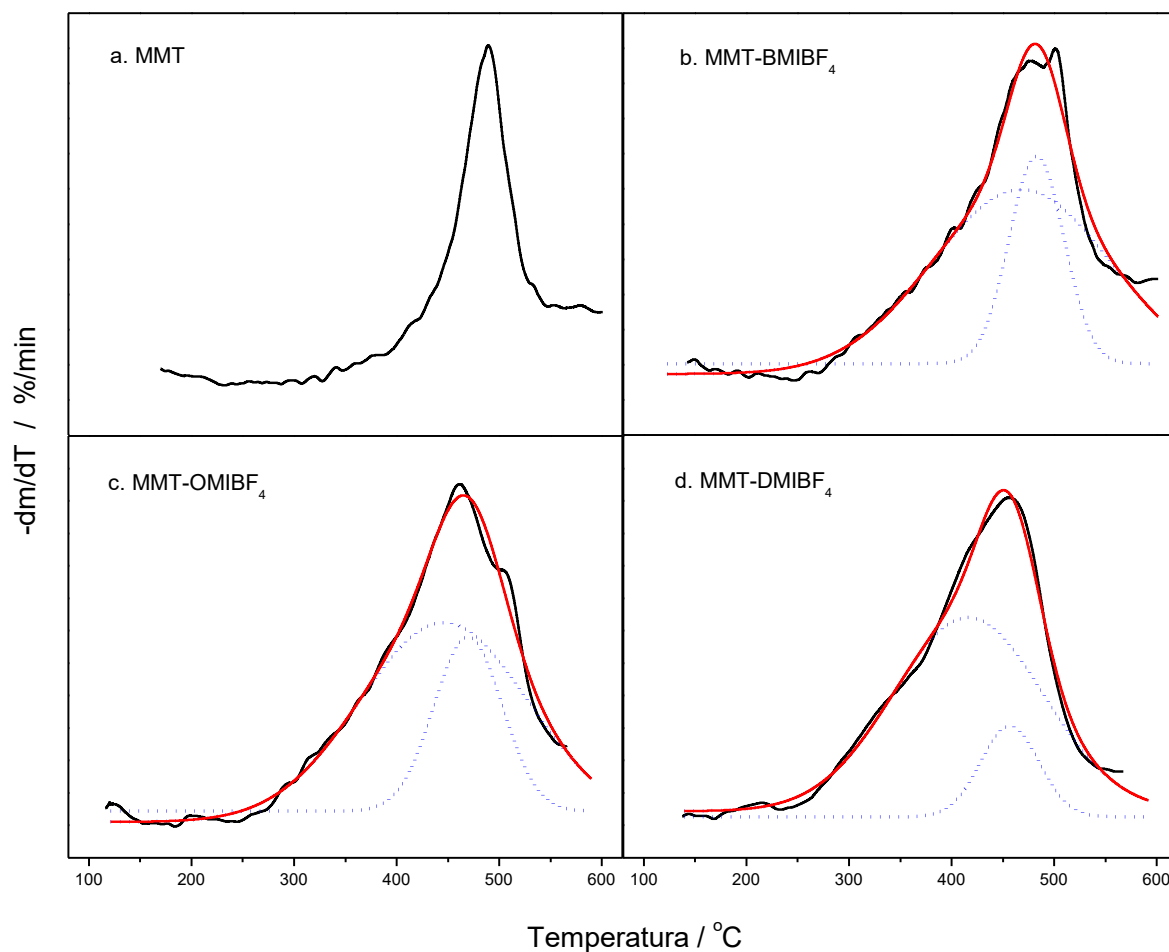 a. MMT
b. MMT-BMIBF4
c. MMT-OMIBF4
d. MMT-DMIBF4
-dm/dT / %/min
100 200 300 400 500 600 100 200 300 400 500 600
Temperatura / °C